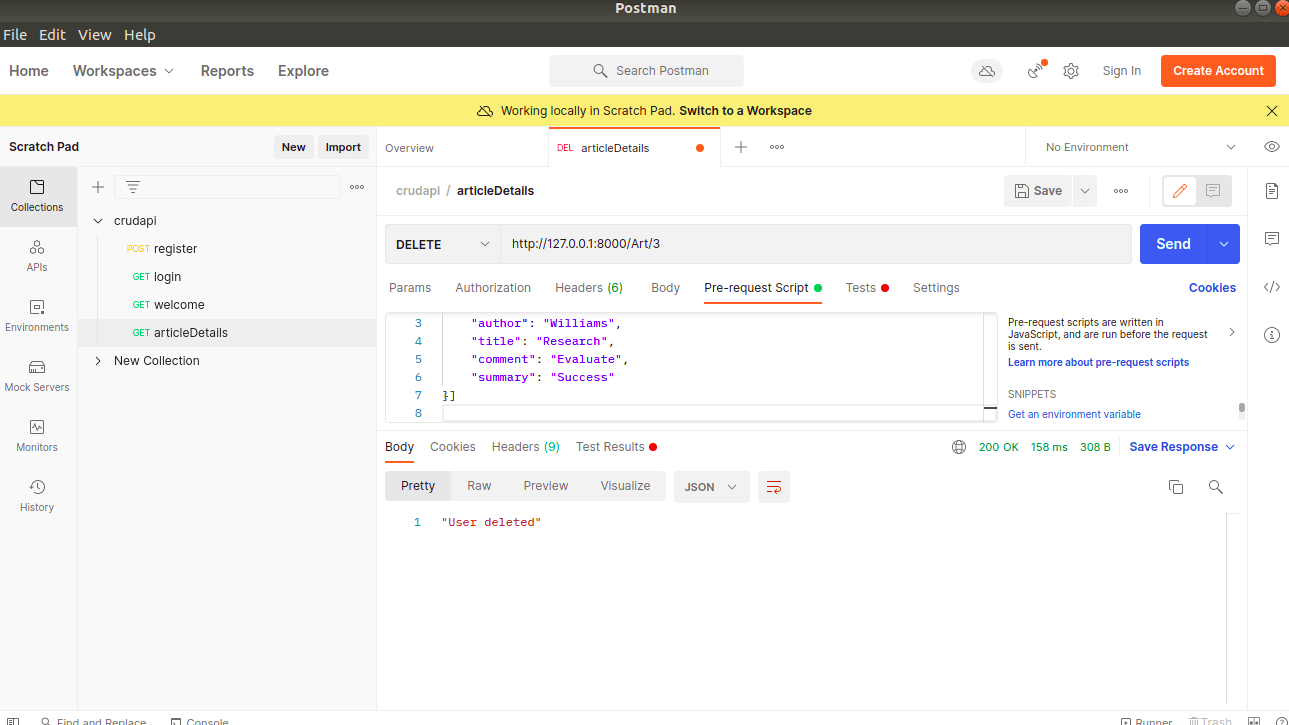 Postman
File Edit View Help
Home Workspaces Reports Explore Search Postman Sign In Create Account
Working locally in Scratch Pad. Switch to a Workspace
Scratch Pad New Import Overview DEL articleDetails No Environment
Collections
APIs
Environments
Mock Servers
Monitors
History
crudapi
POST register
GET login
GET welcome
GET articleDetails
New Collection
crudapi / articleDetails Save
DELETE http://127.0.0.1:8000/Art/3 Send
Params Authorization Headers (6) Body Pre-request Script Tests Settings Cookies
3 "author": "Williams",
4 "title": "Research",
5 "comment": "Evaluate",
6 "summary": "Success"
7 }]
8
Pre-request scripts are written in
JavaScript, and are run before the request
is sent.
Learn more about pre-request scripts
SNIPPETS
Get an environment variable
Body Cookies Headers (9) Test Results 200 OK 158 ms 308 B Save Response
Pretty Raw Preview Visualize JSON
1 "User deleted"
Find and Replace Console Runner Trash